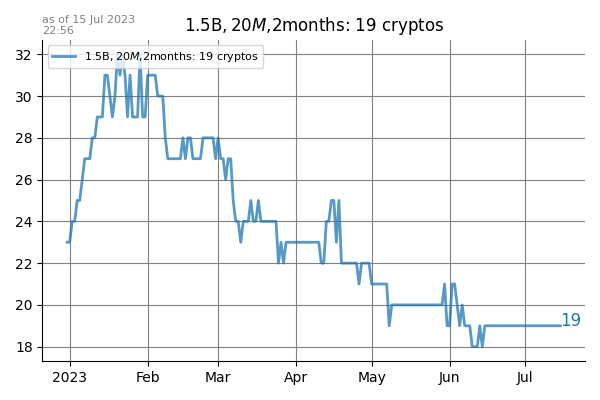 as of 15 Jul 2023
22:56
1.5B,20M,2months: 19 cryptos
1.5B, 20M, 2months: 19 cryptos
32
30
28
26
24
22
20
18
19
2023
Feb
Mar
Apr
May
Jun
Jul